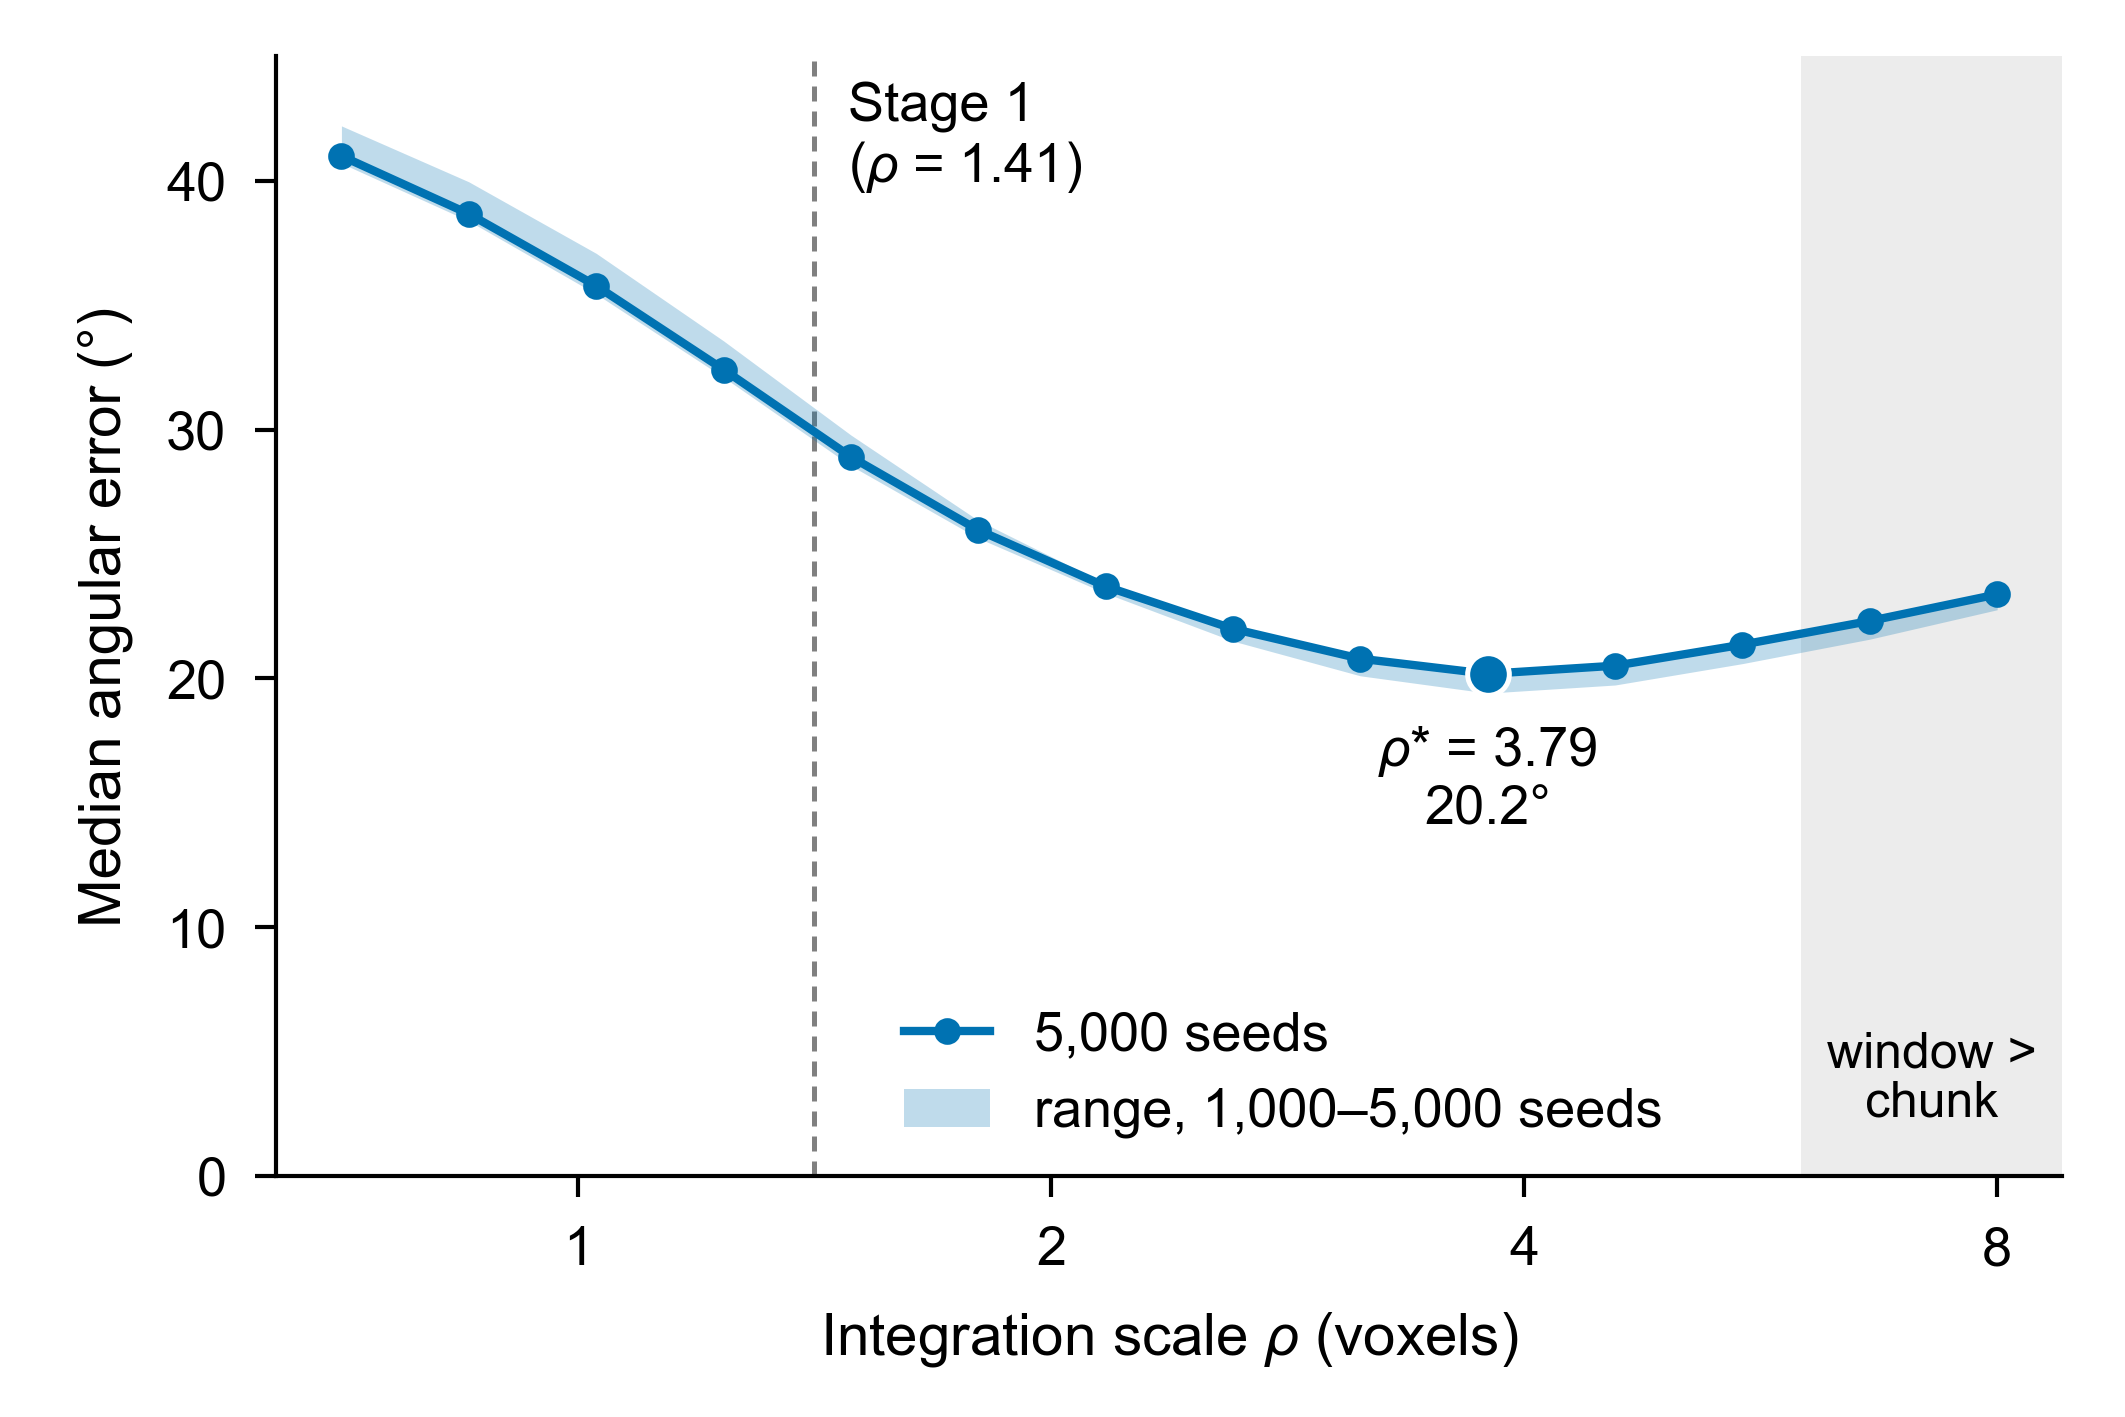 Stage 1
(ρ = 1.41)
40
30
20
10
0
Median angular error (°)
ρ* = 3.79
20.2°
5,000 seeds
range, 1,000–5,000 seeds
window >
chunk
1
2
4
8
Integration scale ρ (voxels)